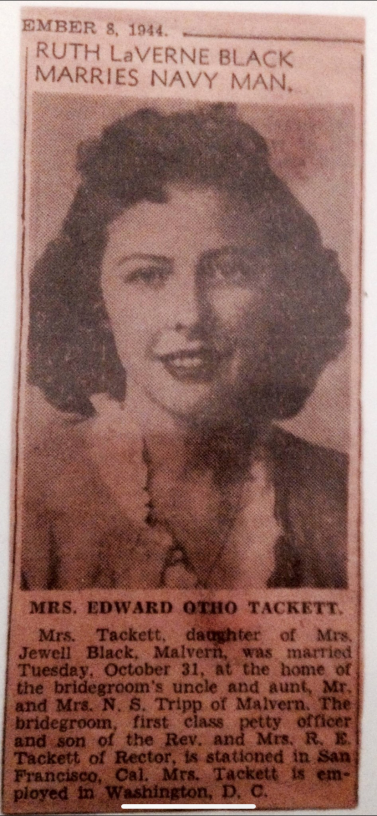 EMBER 8, 1944.
RUTH LaVERNE BLACK
MARRIES NAVY MAN.
MRS. EDWARD OTHO TACKETT.
Mrs. Tackett, daughter of Mrs.
Jewell Black, Malvern, was married
Tuesday, October 31, at the home of
the bridegroom's uncle and aunt, Mr.
and Mrs. N. S. Tripp of Malvern. The
bridegroom, first class petty officer
and son of the Rev. and Mrs. R. E.
Tackett of Rector, is stationed in San
Francisco, Cal. Mrs. Tackett is em-
ployed in Washington, D. C.